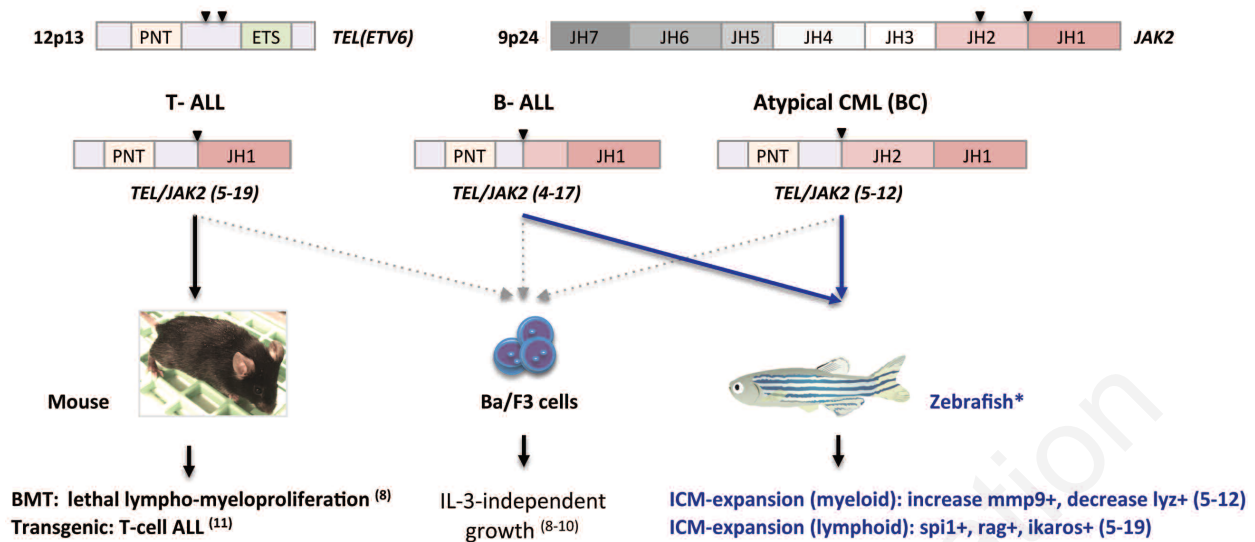 12p13 PNT ETS TEL(ETV6) 9p24 JH7 JH6 JH5 JH4 JH3 JH2 JH1 JAK2
T- ALL B- ALL Atypical CML (BC)
PNT JH1 PNT JH1 PNT JH2 JH1
TEL/JAK2 (5-19) TEL/JAK2 (4-17) TEL/JAK2 (5-12)
Mouse Ba/F3 cells Zebrafish*
BMT: lethal lympho-myeloproliferation (8)
Transgenic: T-cell ALL (11)
IL-3-independent
growth (8-10)
ICM-expansion (myeloid): increase mmp9+, decrease lyz+ (5-12)
ICM-expansion (lymphoid): spi1+, rag+, ikaros+ (5-19)